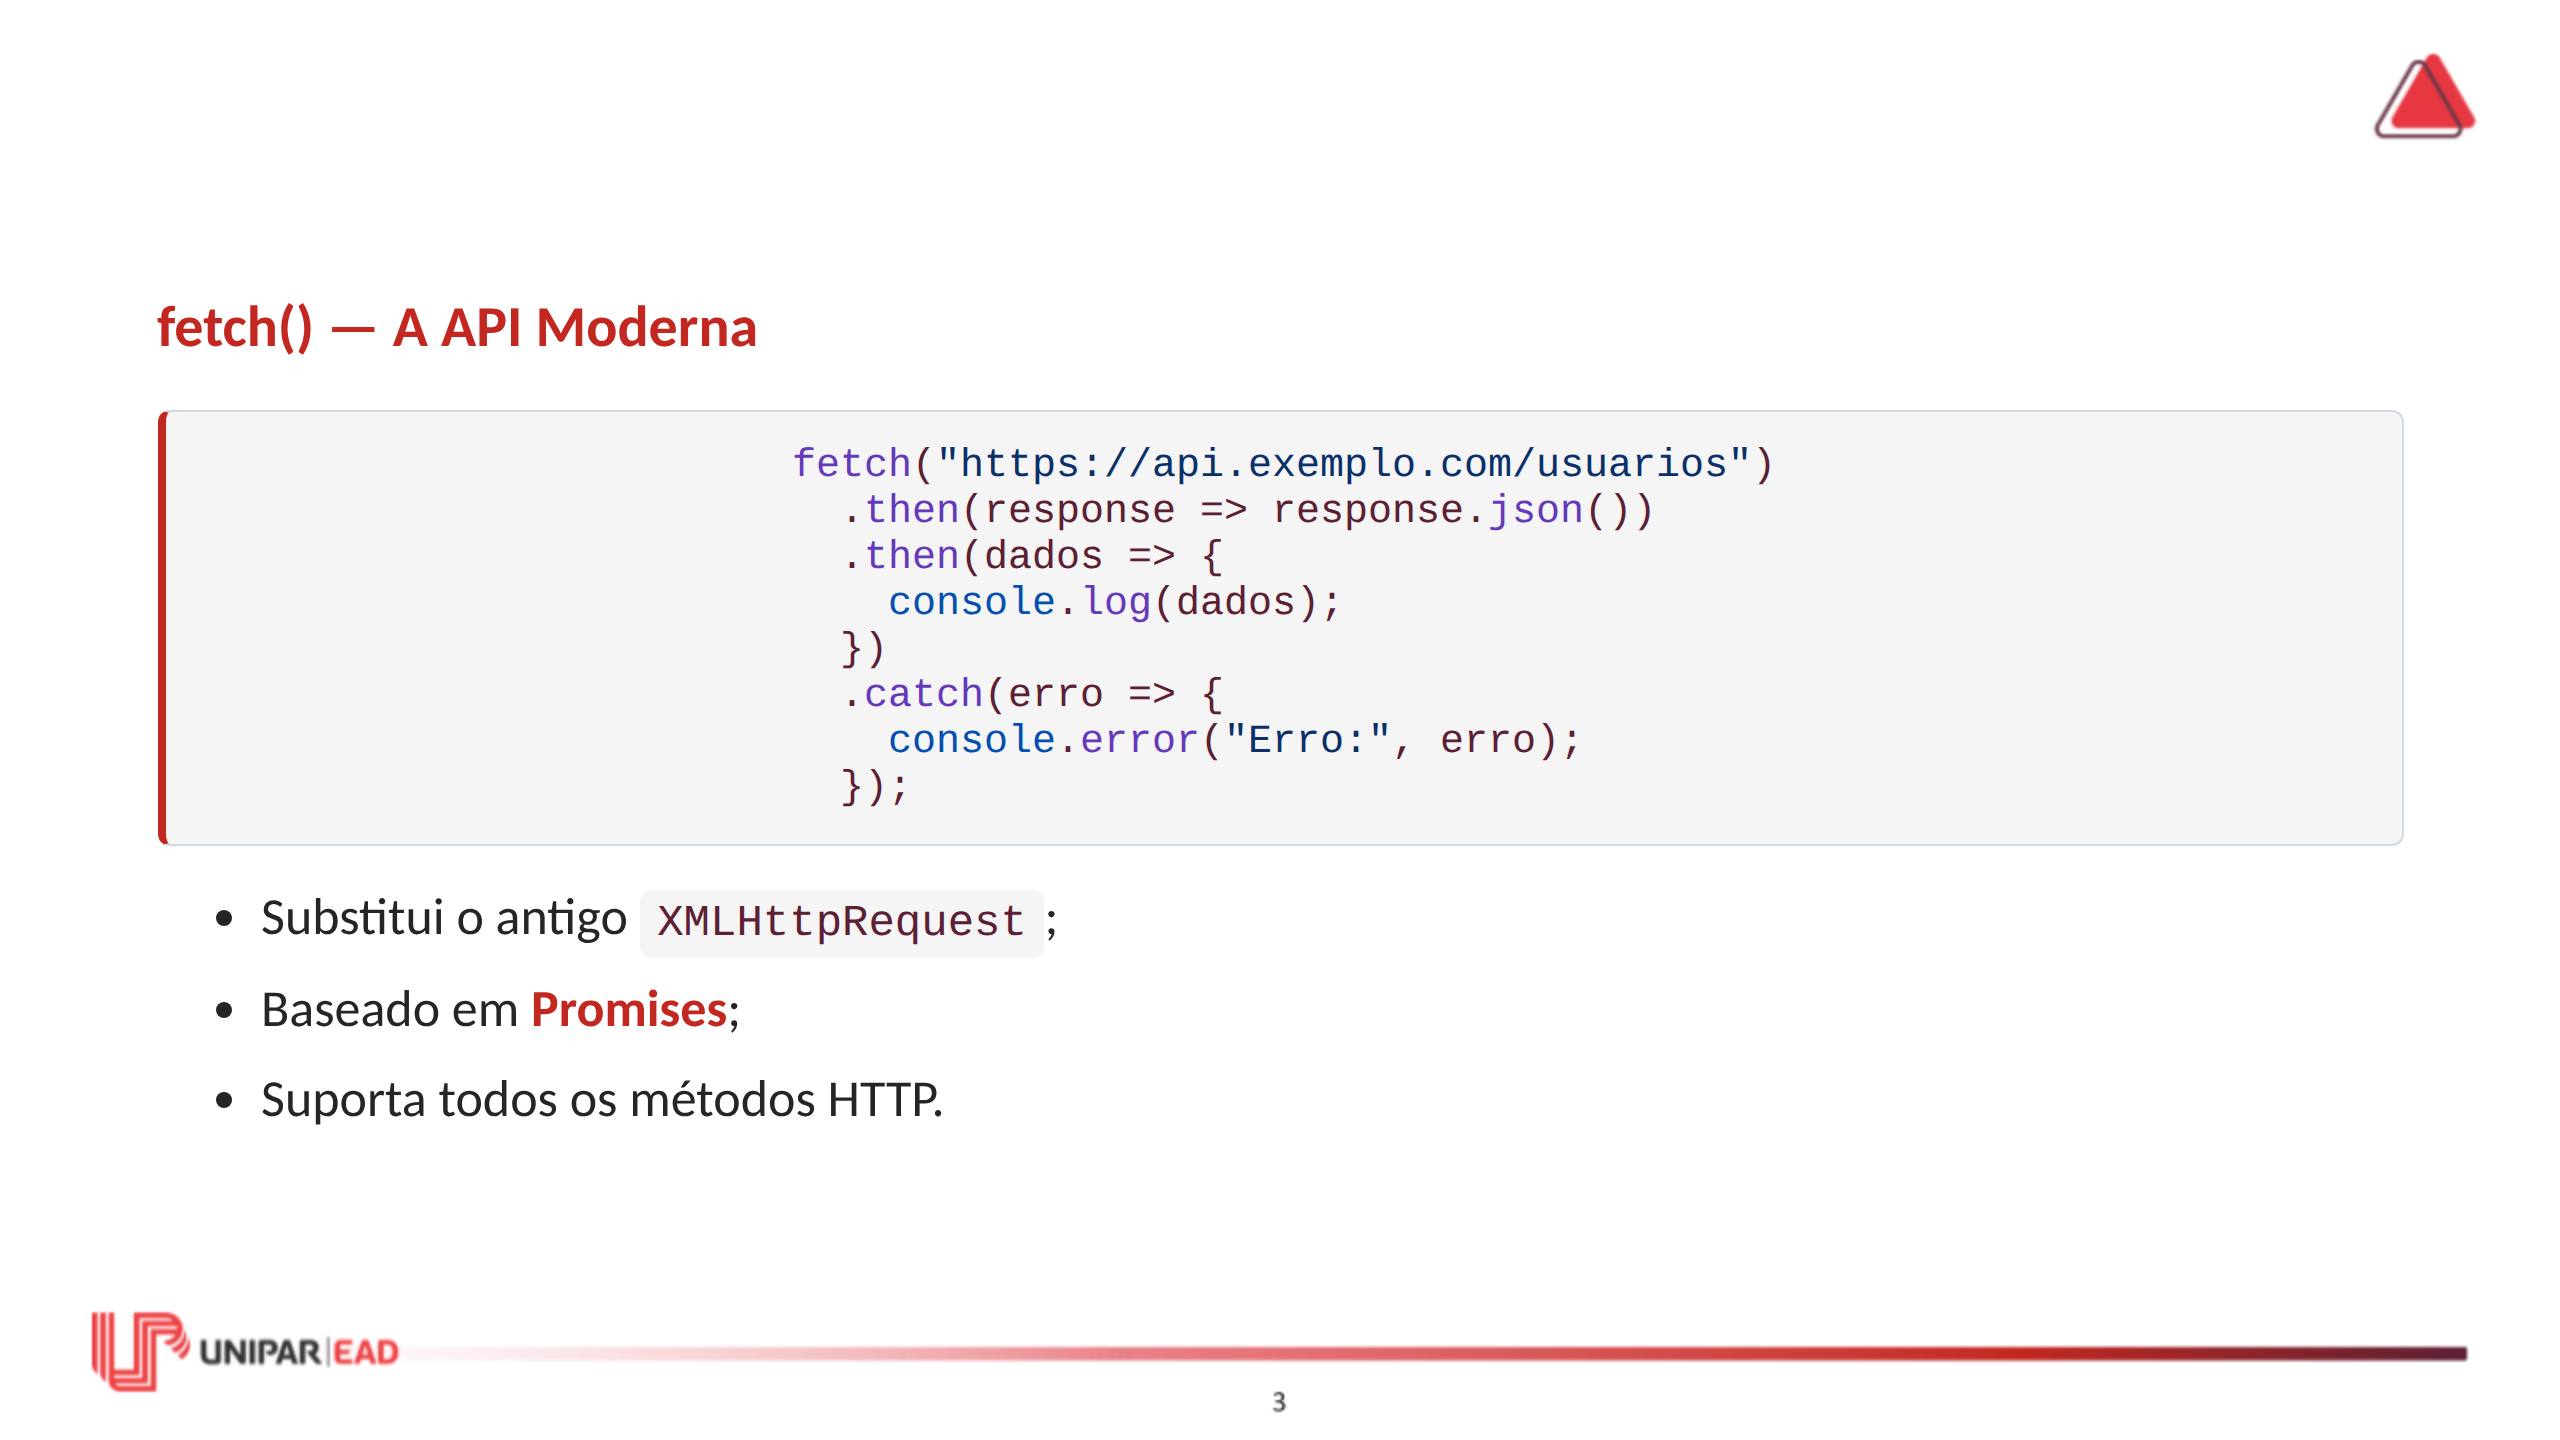 fetch() — A API Moderna
fetch("https://api.exemplo.com/usuarios")
  .then(response => response.json())
  .then(dados => {
    console.log(dados);
  })
  .catch(erro => {
    console.error("Erro:", erro);
  });
• Substitui o antigo XMLHttpRequest;
• Baseado em Promises;
• Suporta todos os métodos HTTP.
UNIPAR|EAD
3